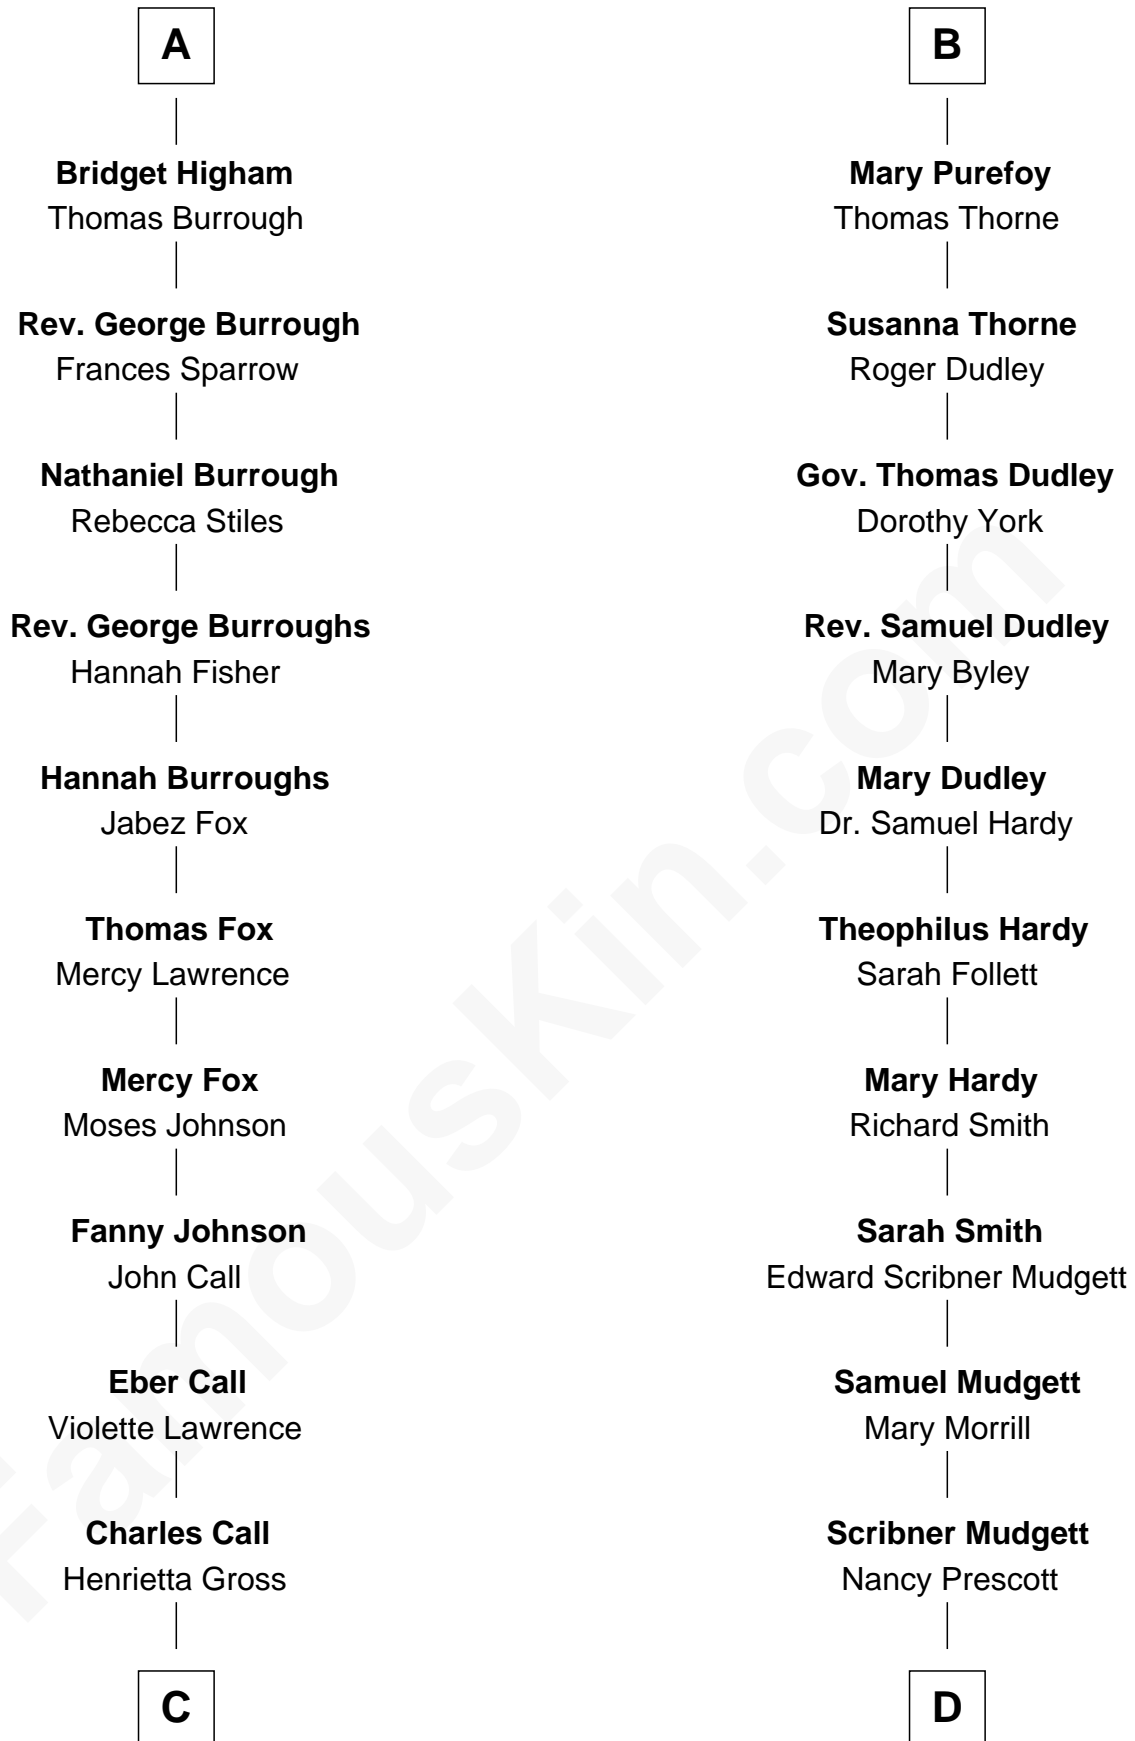 A
Bridget Higham
Thomas Burrough
Rev. George Burrough
Frances Sparrow
Nathaniel Burrough
Rebecca Stiles
Rev. George Burroughs
Hannah Fisher
Hannah Burroughs
Jabez Fox
Thomas Fox
Mercy Lawrence
Mercy Fox
Moses Johnson
Fanny Johnson
John Call
Eber Call
Violette Lawrence
Charles Call
Henrietta Gross
C
B
Mary Purefoy
Thomas Thorne
Susanna Thorne
Roger Dudley
Gov. Thomas Dudley
Dorothy York
Rev. Samuel Dudley
Mary Byley
Mary Dudley
Dr. Samuel Hardy
Theophilus Hardy
Sarah Follett
Mary Hardy
Richard Smith
Sarah Smith
Edward Scribner Mudgett
Samuel Mudgett
Mary Morrill
Scribner Mudgett
Nancy Prescott
D
FamousKin.com